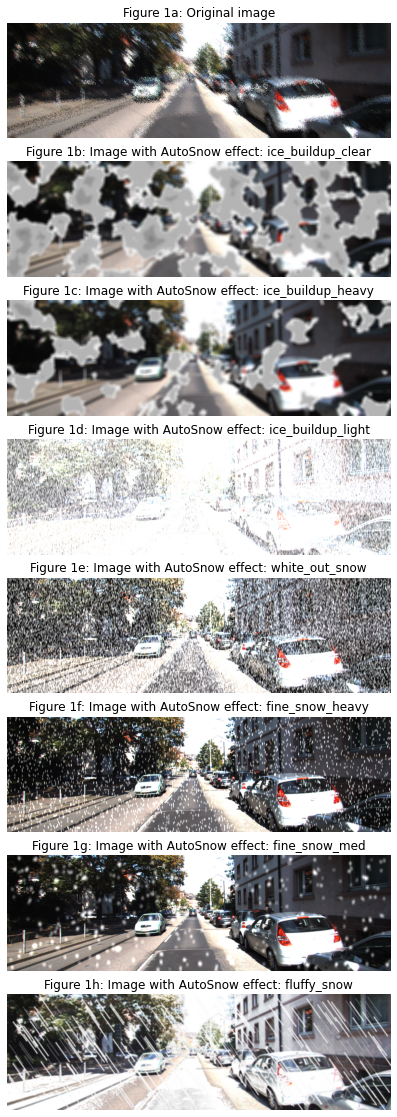 Figure 1a: Original image
Figure 1b: Image with AutoSnow effect: ice_buildup_clear
Figure 1c: Image with AutoSnow effect: ice_buildup_heavy
Figure 1d: Image with AutoSnow effect: ice_buildup_light
Figure 1e: Image with AutoSnow effect: white_out_snow
Figure 1f: Image with AutoSnow effect: fine_snow_heavy
Figure 1g: Image with AutoSnow effect: fine_snow_med
Figure 1h: Image with AutoSnow effect: fluffy_snow